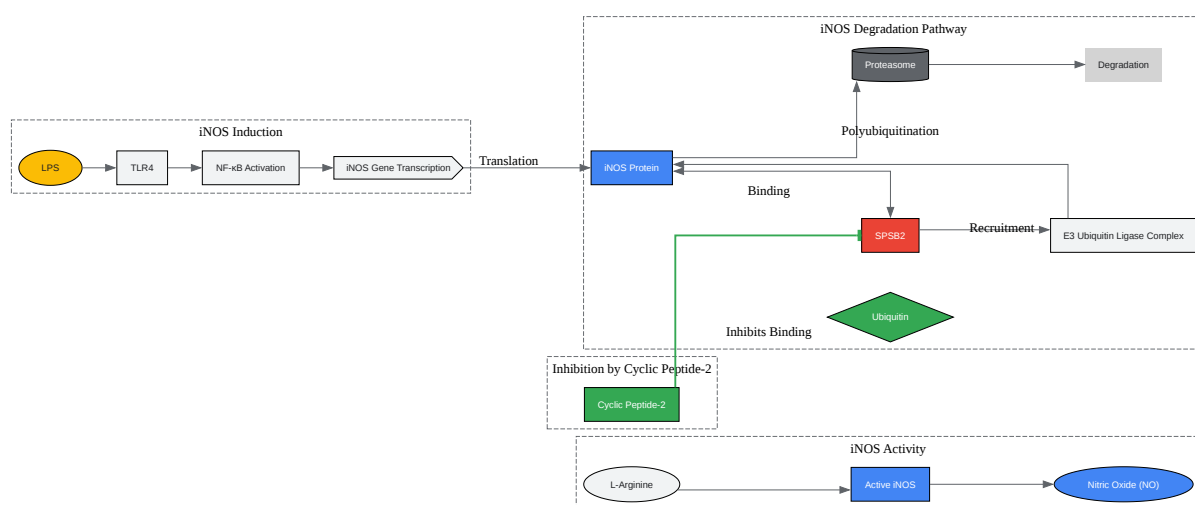 iNOS Degradation Pathway
Proteasome
Degradation
iNOS Induction
Polyubiquitination
LPS
TLR4
NF-κB Activation
iNOS Gene Transcription
Translation
iNOS Protein
Binding
SPSB2
Recruitment
E3 Ubiquitin Ligase Complex
Ubiquitin
Inhibits Binding
Inhibition by Cyclic Peptide-2
Cyclic Peptide-2
iNOS Activity
L-Arginine
Active iNOS
Nitric Oxide (NO)